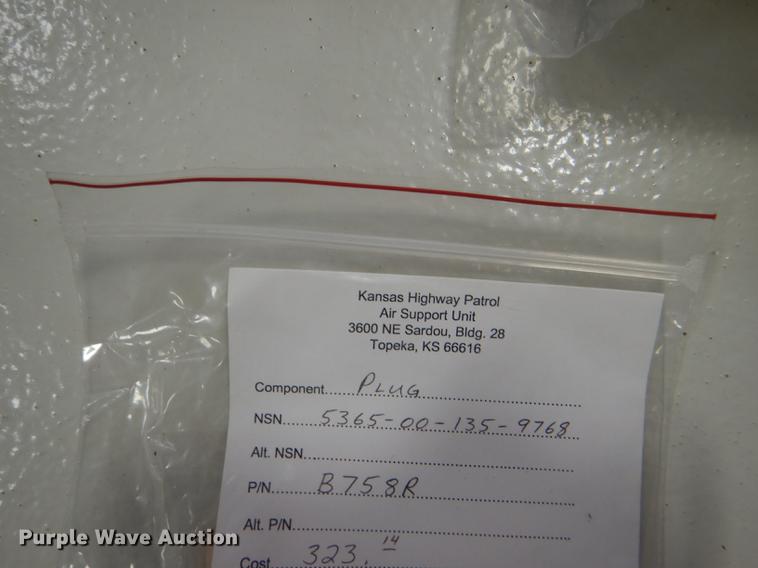 Kansas Highway Patrol
Air Support Unit
3600 NE Sardou, Bldg. 28
Topeka, KS 66616
Component PLUG
NSN 5365-00-135-9768
Alt. NSN
P/N B758R
Alt. P/N
Cost 323.14
Purple Wave Auction